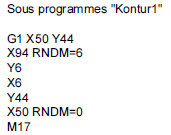 Sous programmes "Kontur1"
G1 X50 Y44
X94 RNDM=6
Y6
X6
Y44
X50 RNDM=0
M17